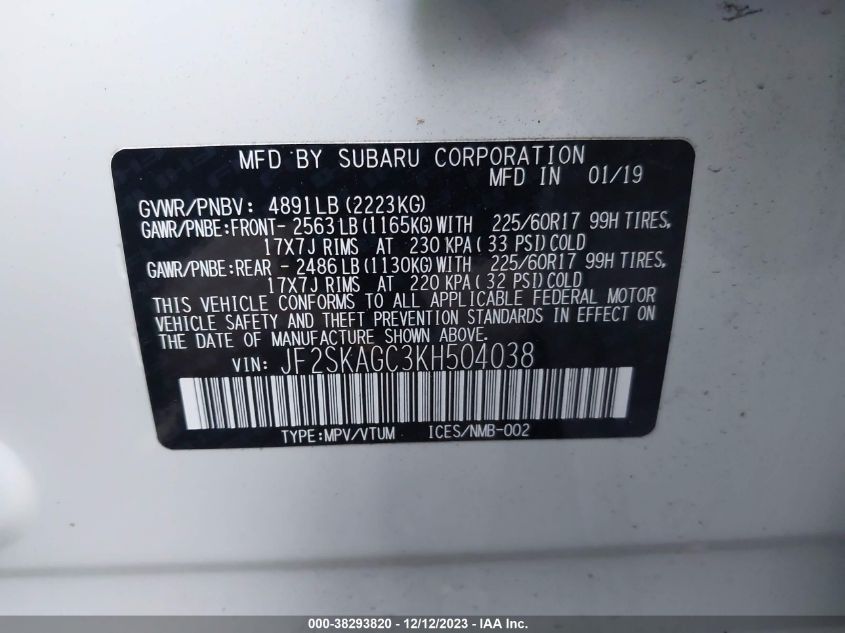 MFD BY SUBARU CORPORATION
MFD IN 01/19
GVWR/PNBV: 4891LB (2223KG)
GAWR/PNBE:FRONT- 2563LB (1165KG) WITH 225/60R17 99H TIRES,
17X7J RIMS AT 230 KPA ( 33 PSI) COLD
GAWR/PNBE:REAR - 2486LB (1130KG) WITH 225/60R17 99H TIRES,
17X7J RIMS AT 220 KPA ( 32 PSI) COLD
THIS VEHICLE CONFORMS TO ALL APPLICABLE FEDERAL MOTOR
VEHICLE SAFETY AND THEFT PREVENTION STANDARDS IN EFFECT ON
THE DATE OF MANUFACTURE SHOWN ABOVE.
VIN: JF2SKAGC3KH504038
TYPE:MPV/VTUM ICES/NMB-002
000-38293820 - 12/12/2023 - IAA Inc.